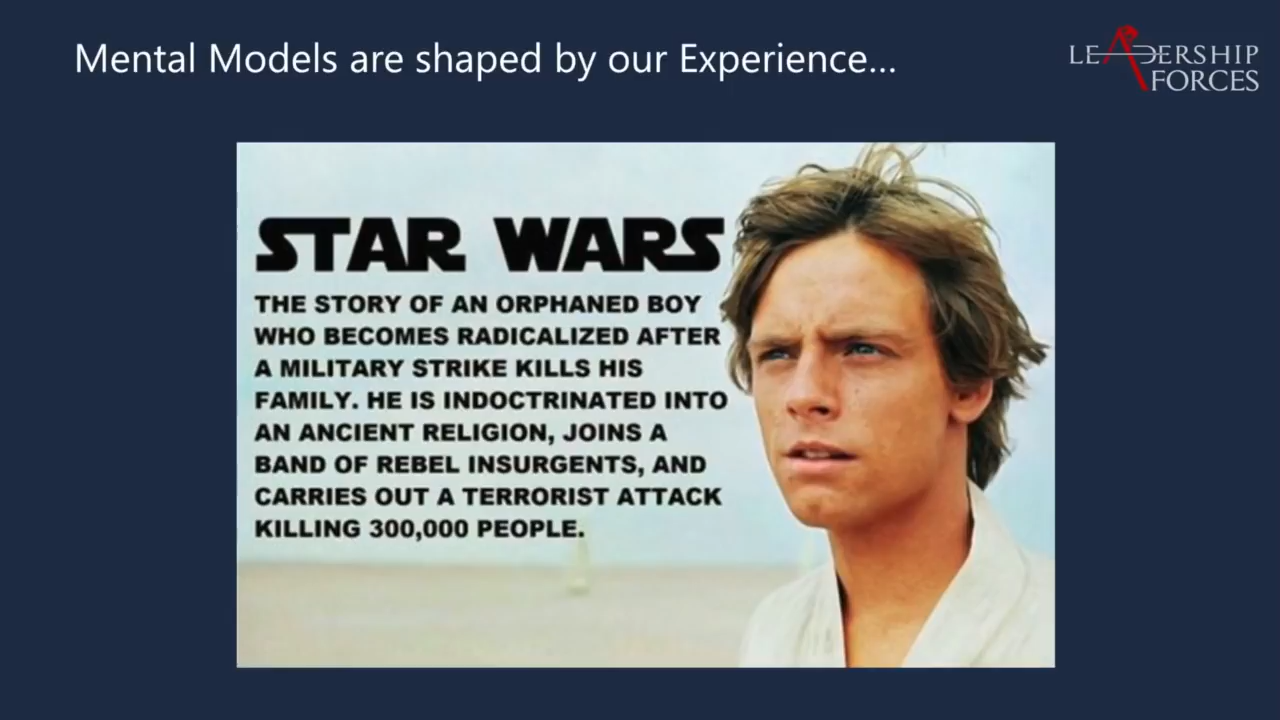 Mental Models are shaped by our Experience...
LEADERSHIP
FORCES
STAR WARS
THE STORY OF AN ORPHANED BOY
WHO BECOMES RADICALIZED AFTER
A MILITARY STRIKE KILLS HIS
FAMILY. HE IS INDOCTRINATED INTO
AN ANCIENT RELIGION, JOINS A
BAND OF REBEL INSURGENTS, AND
CARRIES OUT A TERRORIST ATTACK
KILLING 300,000 PEOPLE.